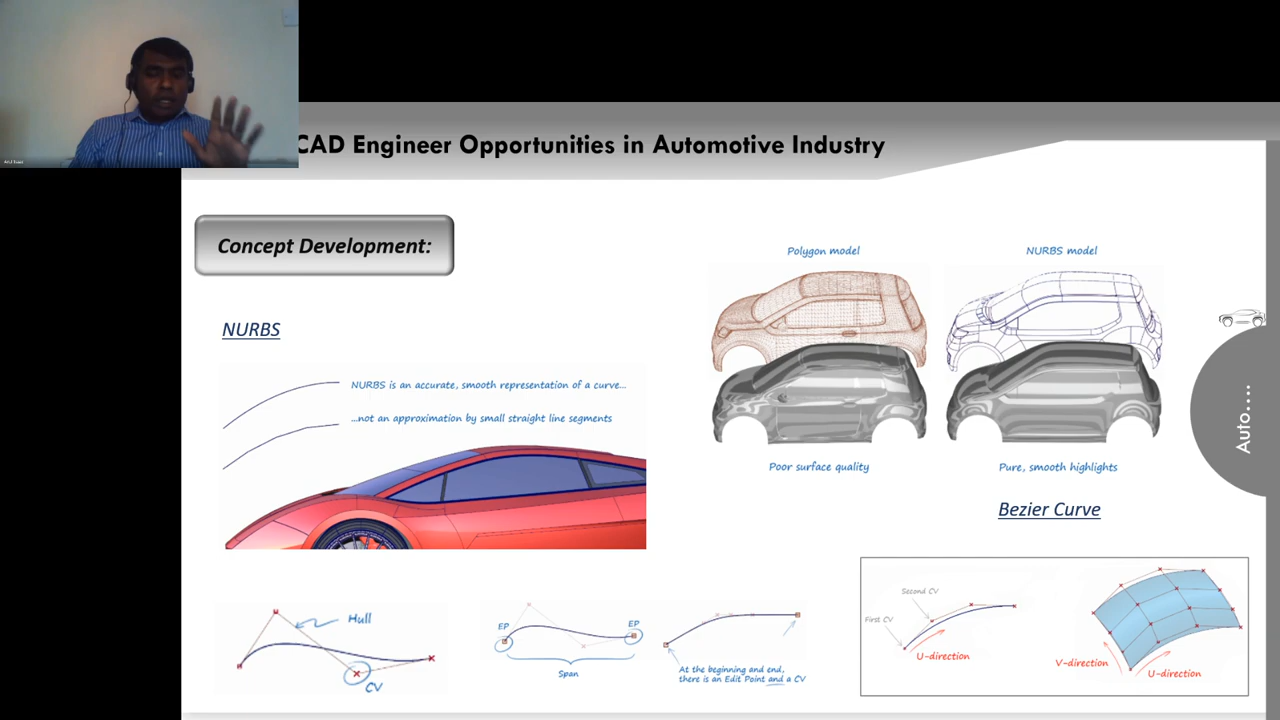 CAD Engineer Opportunities in Automotive Industry
Concept Development:
NURBS
NURBS is an accurate, smooth representation of a curve...
...not an approximation by small straight line segments
Polygon model
NURBS model
Poor surface quality
Pure, smooth highlights
Auto....
Bezier Curve
Hull
CV
EP
EP
Span
At the beginning and end,
there is an Edit Point and a CV
Second CV
First CV
U-direction
V-direction
U-direction